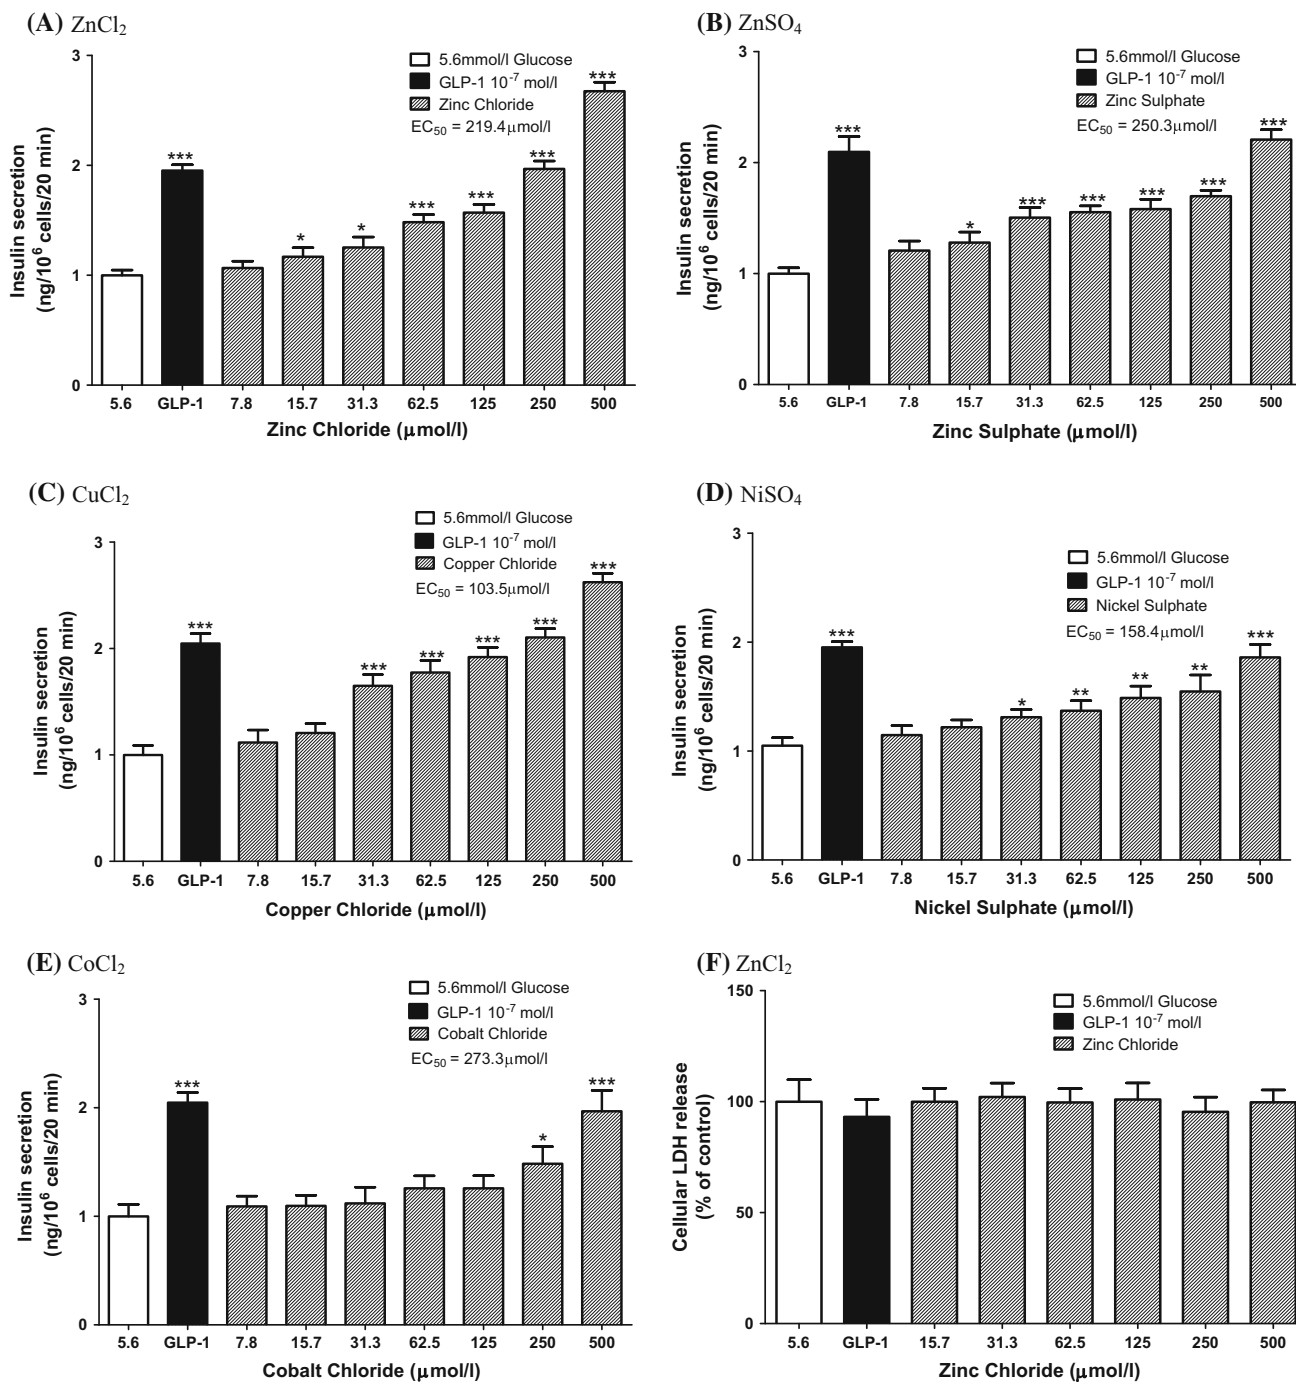 (A) ZnCl2
3
5.6mmol/l Glucose
GLP-1 10-7 mol/l
Zinc Chloride
EC50 = 219.4μmol/l
***
***
***
***
***
*
*
2
1
0
Insulin secretion
(ng/106 cells/20 min)
5.6 GLP-1 7.8 15.7 31.3 62.5 125 250 500
Zinc Chloride (μmol/l)
(B) ZnSO4
3
5.6mmol/l Glucose
GLP-1 10-7 mol/l
Zinc Sulphate
EC50 = 250.3μmol/l
***
***
*
***
***
***
***
2
1
0
Insulin secretion
(ng/106 cells/20 min)
5.6 GLP-1 7.8 15.7 31.3 62.5 125 250 500
Zinc Sulphate (μmol/l)
(C) CuCl2
3
5.6mmol/l Glucose
GLP-1 10-7 mol/l
Copper Chloride
EC50 = 103.5μmol/l
***
***
***
***
***
***
2
1
0
Insulin secretion
(ng/106 cells/20 min)
5.6 GLP-1 7.8 15.7 31.3 62.5 125 250 500
Copper Chloride (μmol/l)
(D) NiSO4
3
5.6mmol/l Glucose
GLP-1 10-7 mol/l
Nickel Sulphate
EC50 = 158.4μmol/l
***
*
**
**
**
***
2
1
0
Insulin secretion
(ng/106 cells/20 min)
5.6 GLP-1 7.8 15.7 31.3 62.5 125 250 500
Nickel Sulphate (μmol/l)
(E) CoCl2
3
5.6mmol/l Glucose
GLP-1 10-7 mol/l
Cobalt Chloride
EC50 = 273.3μmol/l
***
*
***
2
1
0
Insulin secretion
(ng/106 cells/20 min)
5.6 GLP-1 7.8 15.7 31.3 62.5 125 250 500
Cobalt Chloride (μmol/l)
(F) ZnCl2
150
5.6mmol/l Glucose
GLP-1 10-7 mol/l
Zinc Chloride
100
50
0
Cellular LDH release
(% of control)
5.6 GLP-1 15.7 31.3 62.5 125 250 500
Zinc Chloride (μmol/l)